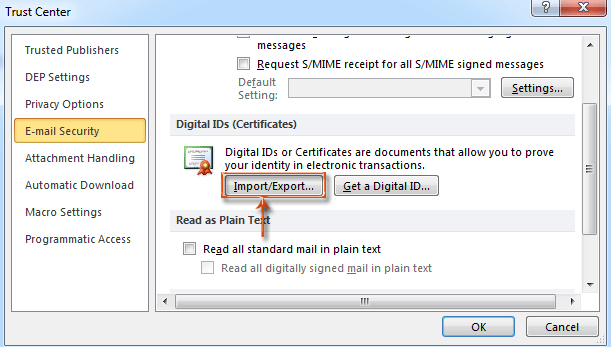 Trust Center
Trusted Publishers
DEP Settings
Privacy Options
E-mail Security
Attachment Handling
Automatic Download
Macro Settings
Programmatic Access
messages
Request S/MIME receipt for all S/MIME signed messages
Default
Setting:
Settings...
Digital IDs (Certificates)
Digital IDs or Certificates are documents that allow you to prove
your identity in electronic transactions.
Import/Export...
Get a Digital ID...
Read as Plain Text
Read all standard mail in plain text
Read all digitally signed mail in plain text
OK
Cancel